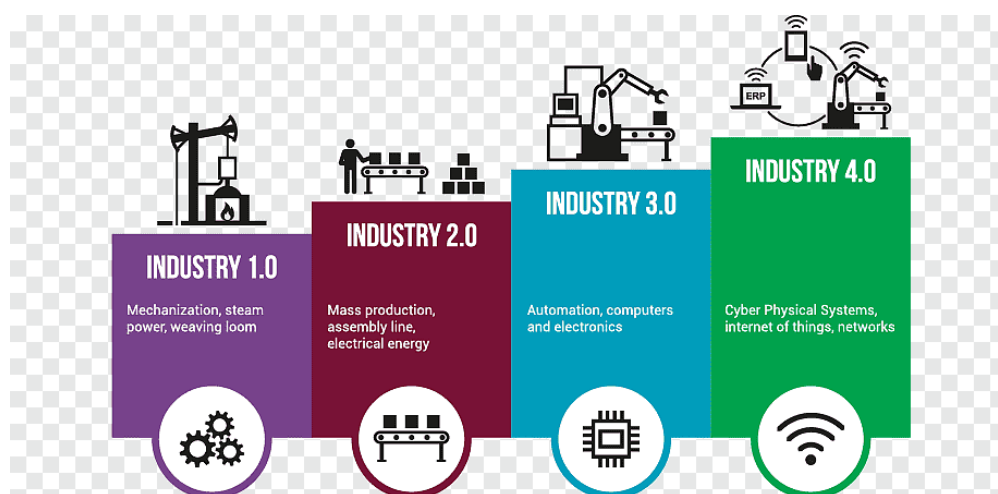 ERP
INDUSTRY 1.0
Mechanization, steam
power, weaving loom
INDUSTRY 2.0
Mass production,
assembly line,
electrical energy
INDUSTRY 3.0
Automation, computers
and electronics
INDUSTRY 4.0
Cyber Physical Systems,
internet of things, networks